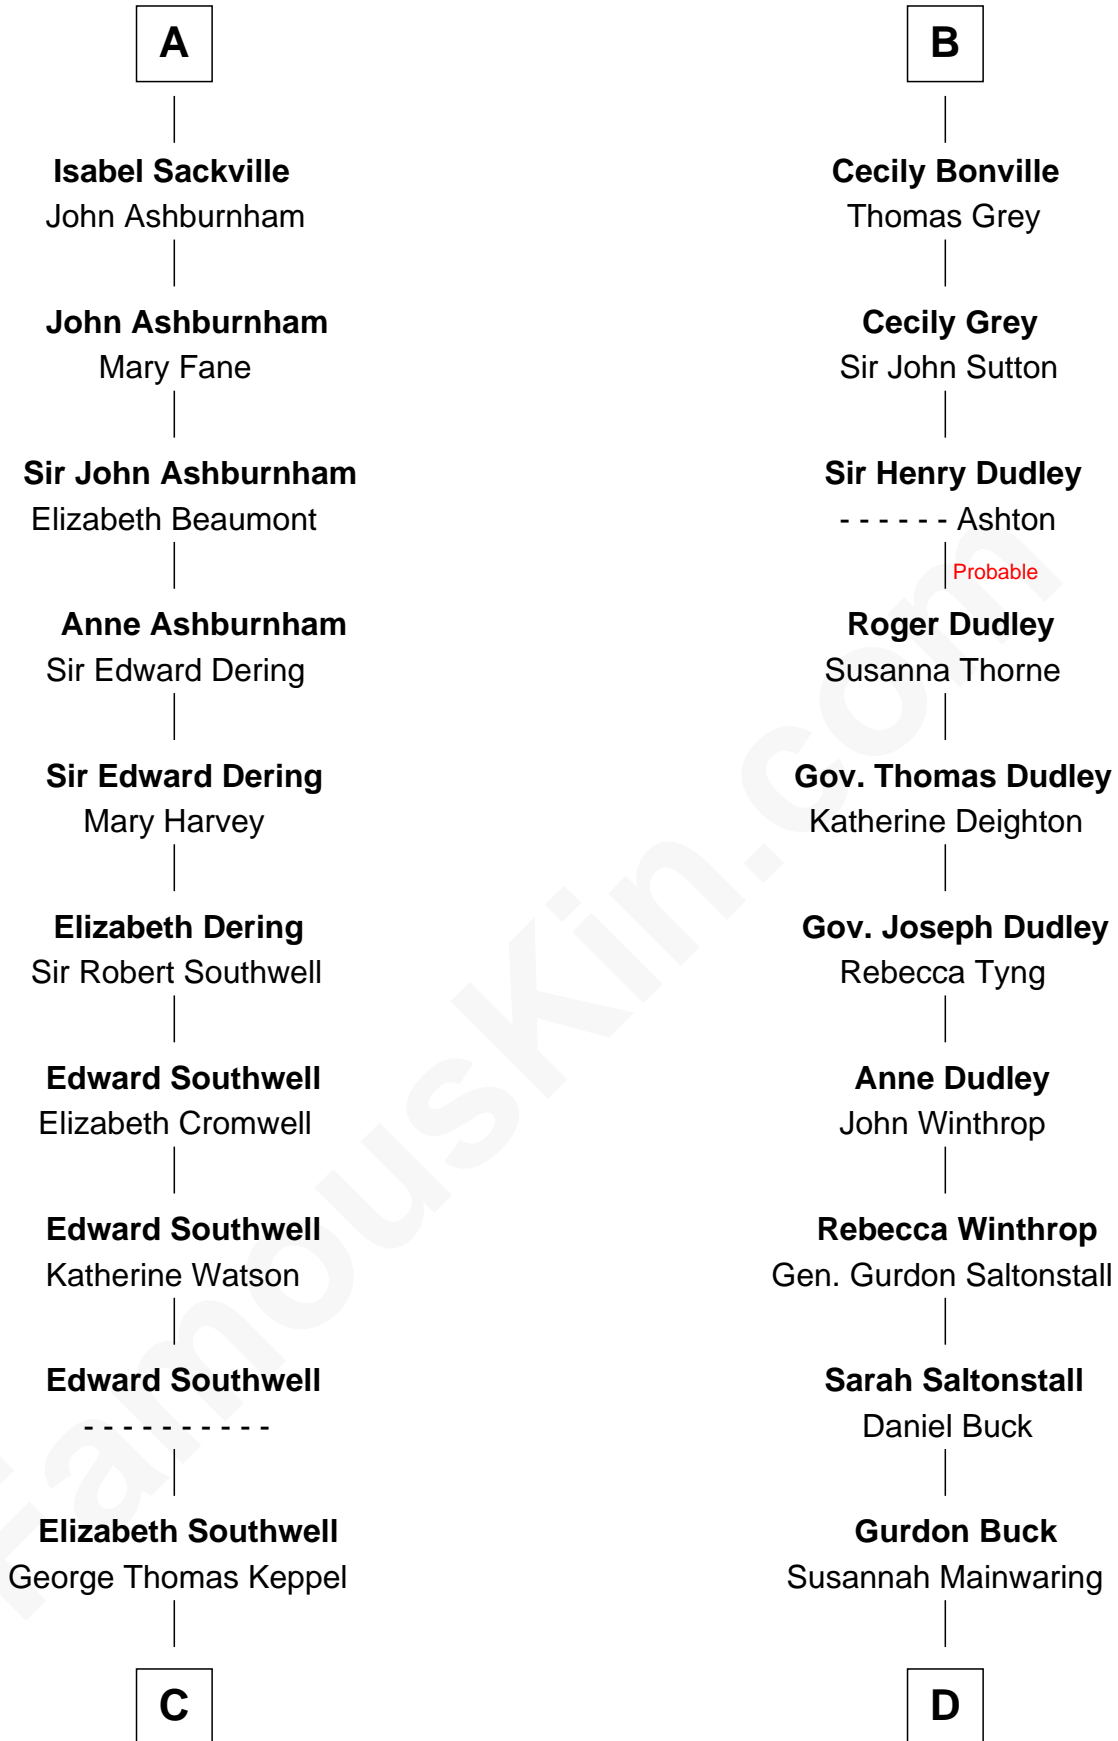 A
Isabel Sackville
John Ashburnham
John Ashburnham
Mary Fane
Sir John Ashburnham
Elizabeth Beaumont
Anne Ashburnham
Sir Edward Dering
Sir Edward Dering
Mary Harvey
Elizabeth Dering
Sir Robert Southwell
Edward Southwell
Elizabeth Cromwell
Edward Southwell
Katherine Watson
Edward Southwell
- - - - - - - - - -
Elizabeth Southwell
George Thomas Keppel
C
B
Cecily Bonville
Thomas Grey
Cecily Grey
Sir John Sutton
Sir Henry Dudley
- - - - - - Ashton
Probable
Roger Dudley
Susanna Thorne
Gov. Thomas Dudley
Katherine Deighton
Gov. Joseph Dudley
Rebecca Tyng
Anne Dudley
John Winthrop
Rebecca Winthrop
Gen. Gurdon Saltonstall
Sarah Saltonstall
Daniel Buck
Gurdon Buck
Susannah Mainwaring
D
FamousKin.com